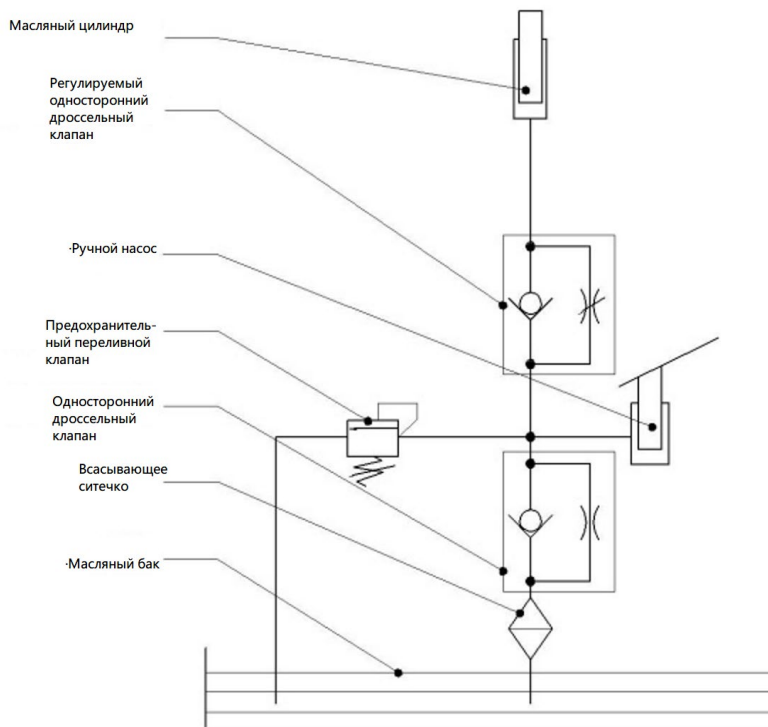 Масляный цилиндр
Регулируемый
односторонний
дроссельный
клапан
·Ручной насос
Предохранитель-
ный переливной
клапан
Односторонний
дроссельный
клапан
Всасывающее
ситечко
·Масляный бак